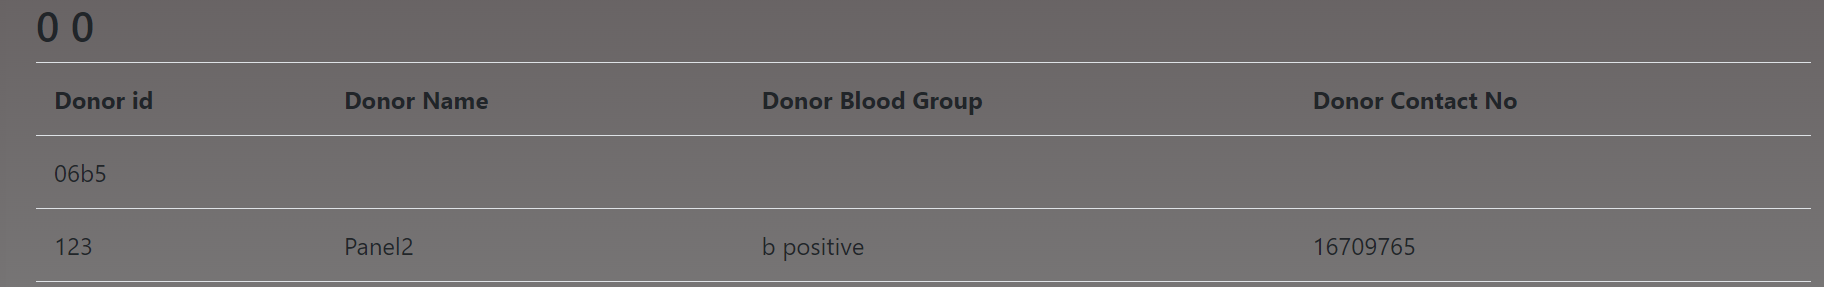 0 0
Donor id Donor Name Donor Blood Group Donor Contact No
06b5
123 Panel2 b positive 16709765